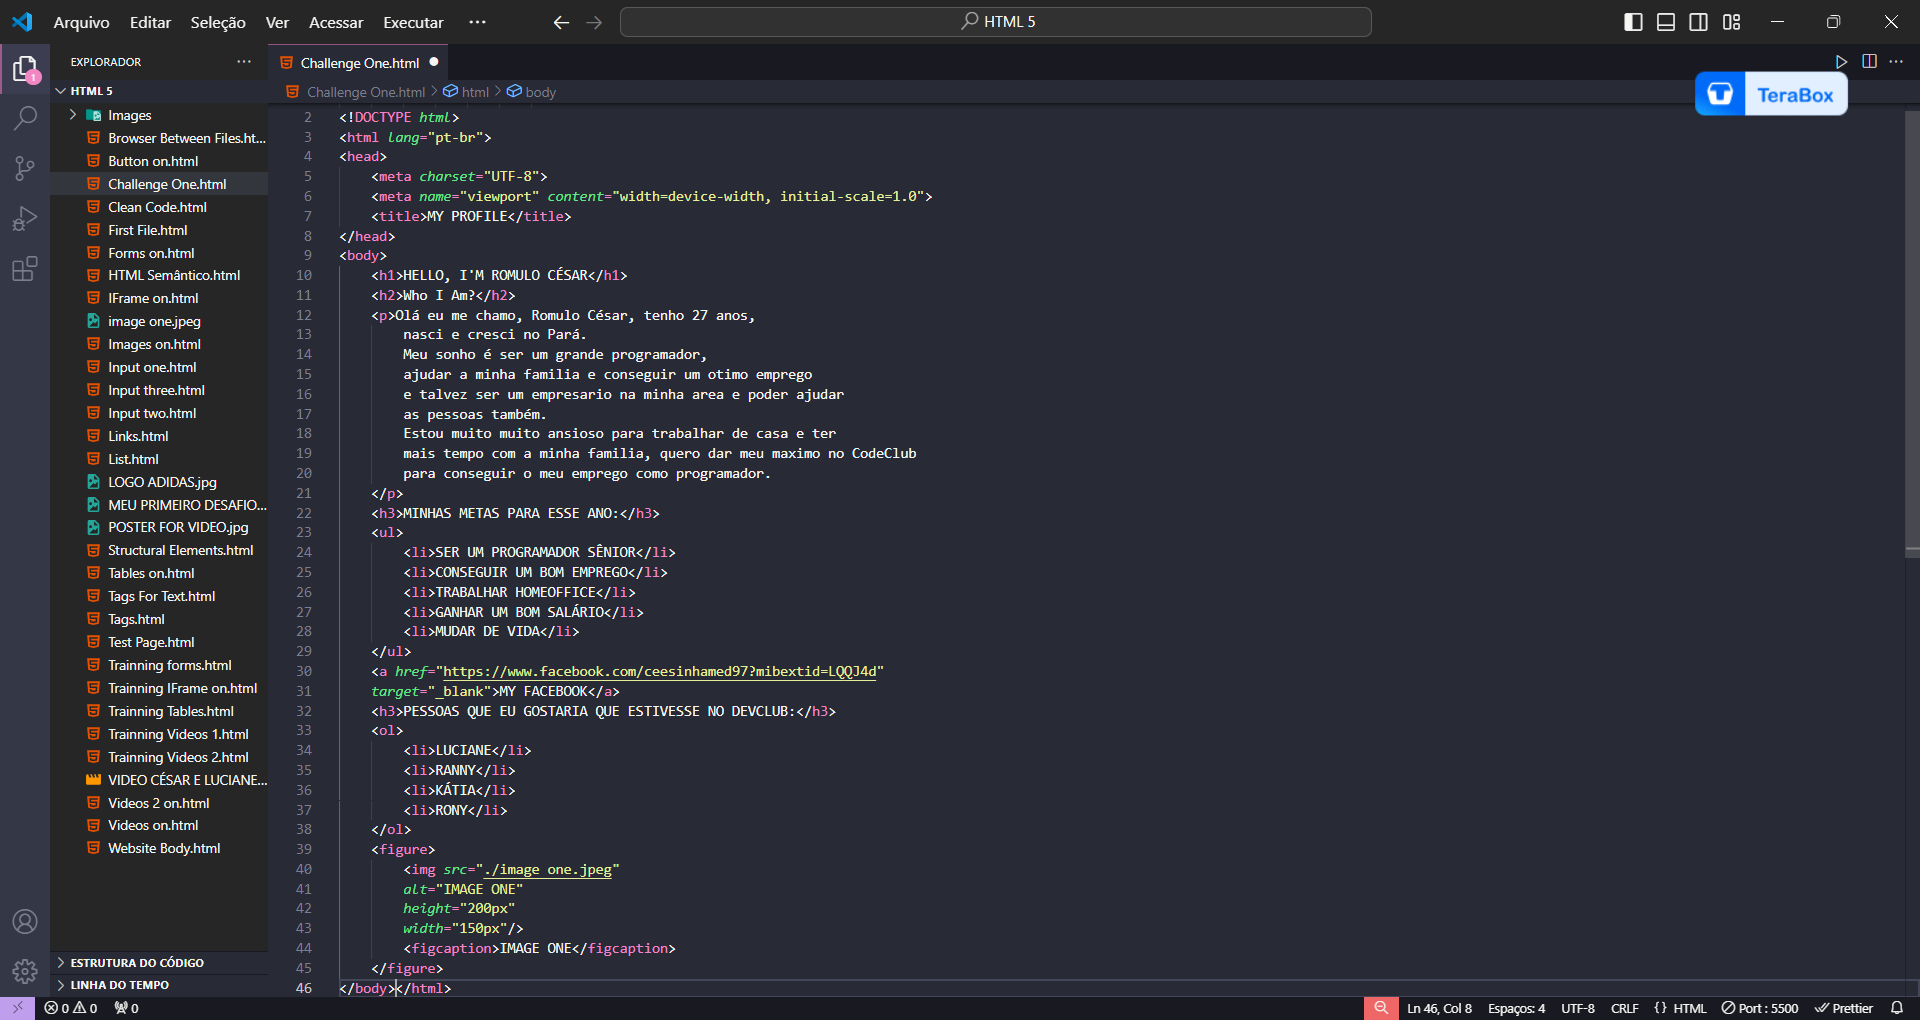 Arquivo Editar Seleção Ver Acessar Executar ··· HTML 5
EXPLORADOR ···
HTML 5
Images
Browser Between Files.ht...
Button on.html
Challenge One.html
Clean Code.html
First File.html
Forms on.html
HTML Semântico.html
IFrame on.html
image one.jpeg
Images on.html
Input one.html
Input three.html
Input two.html
Links.html
List.html
LOGO ADIDAS.jpg
MEU PRIMEIRO DESAFIO...
POSTER FOR VIDEO.jpg
Structural Elements.html
Tables on.html
Tags For Text.html
Tags.html
Test Page.html
Trainning forms.html
Trainning IFrame on.html
Trainning Tables.html
Trainning Videos 1.html
Trainning Videos 2.html
VIDEO CÉSAR E LUCIANE...
Videos 2 on.html
Videos on.html
Website Body.html
ESTRUTURA DO CÓDIGO
LINHA DO TEMPO
1
Challenge One.html
Challenge One.html > html > body
TeraBox
2 <!DOCTYPE html>
3 <html lang="pt-br">
4 <head>
5 <meta charset="UTF-8">
6 <meta name="viewport" content="width=device-width, initial-scale=1.0">
7 <title>MY PROFILE</title>
8 </head>
9 <body>
10 <h1>HELLO, I'M ROMULO CÉSAR</h1>
11 <h2>Who I Am?</h2>
12 <p>Olá eu me chamo, Romulo César, tenho 27 anos,
13 nasci e cresci no Pará.
14 Meu sonho é ser um grande programador,
15 ajudar a minha familia e conseguir um otimo emprego
16 e talvez ser um empresario na minha area e poder ajudar
17 as pessoas também.
18 Estou muito muito ansioso para trabalhar de casa e ter
19 mais tempo com a minha familia, quero dar meu maximo no CodeClub
20 para conseguir o meu emprego como programador.
21 </p>
22 <h3>MINHAS METAS PARA ESSE ANO:</h3>
23 <ul>
24 <li>SER UM PROGRAMADOR SÊNIOR</li>
25 <li>CONSEGUIR UM BOM EMPREGO</li>
26 <li>TRABALHAR HOMEOFFICE</li>
27 <li>GANHAR UM BOM SALÁRIO</li>
28 <li>MUDAR DE VIDA</li>
29 </ul>
30 <a href="https://www.facebook.com/ceesinhamed97?mibextid=LQQJ4d"
31 target="_blank">MY FACEBOOK</a>
32 <h3>PESSOAS QUE EU GOSTARIA QUE ESTIVESSE NO DEVCLUB:</h3>
33 <ol>
34 <li>LUCIANE</li>
35 <li>RANNY</li>
36 <li>KÁTIA</li>
37 <li>RONY</li>
38 </ol>
39 <figure>
40 <img src="./image one.jpeg"
41 alt="IMAGE ONE"
42 height="200px"
43 width="150px"/>
44 <figcaption>IMAGE ONE</figcaption>
45 </figure>
46 </body></html>
0 0 0 Ln 46, Col 8 Espaços: 4 UTF-8 CRLF {} HTML Port : 5500 Prettier